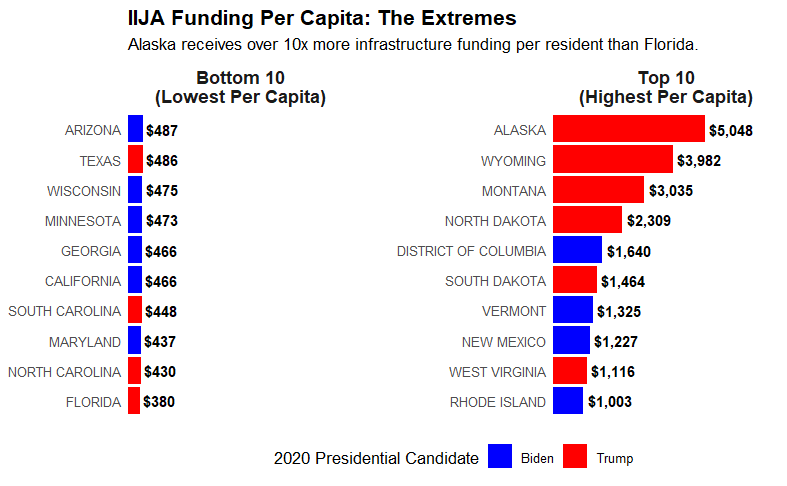 IIJA Funding Per Capita: The Extremes
Alaska receives over 10x more infrastructure funding per resident than Florida.
Bottom 10
(Lowest Per Capita)
ARIZONA $487
TEXAS $486
WISCONSIN $475
MINNESOTA $473
GEORGIA $466
CALIFORNIA $466
SOUTH CAROLINA $448
MARYLAND $437
NORTH CAROLINA $430
FLORIDA $380
Top 10
(Highest Per Capita)
ALASKA $5,048
WYOMING $3,982
MONTANA $3,035
NORTH DAKOTA $2,309
DISTRICT OF COLUMBIA $1,640
SOUTH DAKOTA $1,464
VERMONT $1,325
NEW MEXICO $1,227
WEST VIRGINIA $1,116
RHODE ISLAND $1,003
2020 Presidential Candidate Biden Trump